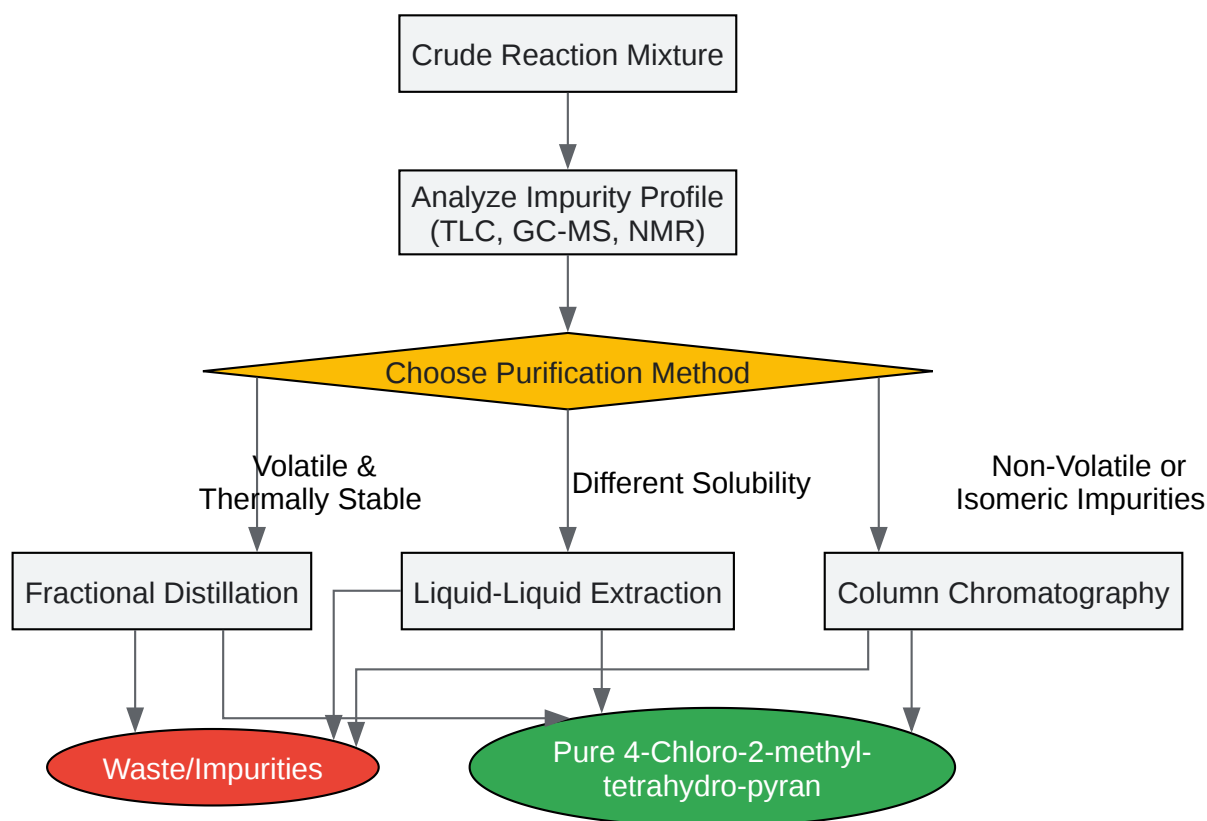 Crude Reaction Mixture
Analyze Impurity Profile
(TLC, GC-MS, NMR)
Choose Purification Method
Volatile &
Thermally Stable
Different Solubility
Non-Volatile or
Isomeric Impurities
Fractional Distillation
Liquid-Liquid Extraction
Column Chromatography
Waste/Impurities
Pure 4-Chloro-2-methyl-
tetrahydro-pyran